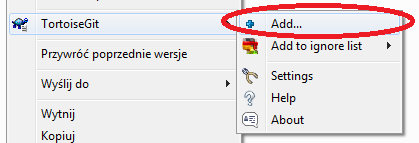 TortoiseGit
Przywróć poprzednie wersje
Wyślij do
Wytnij
Kopiuj
Add...
Add to ignore list
Settings
Help
About